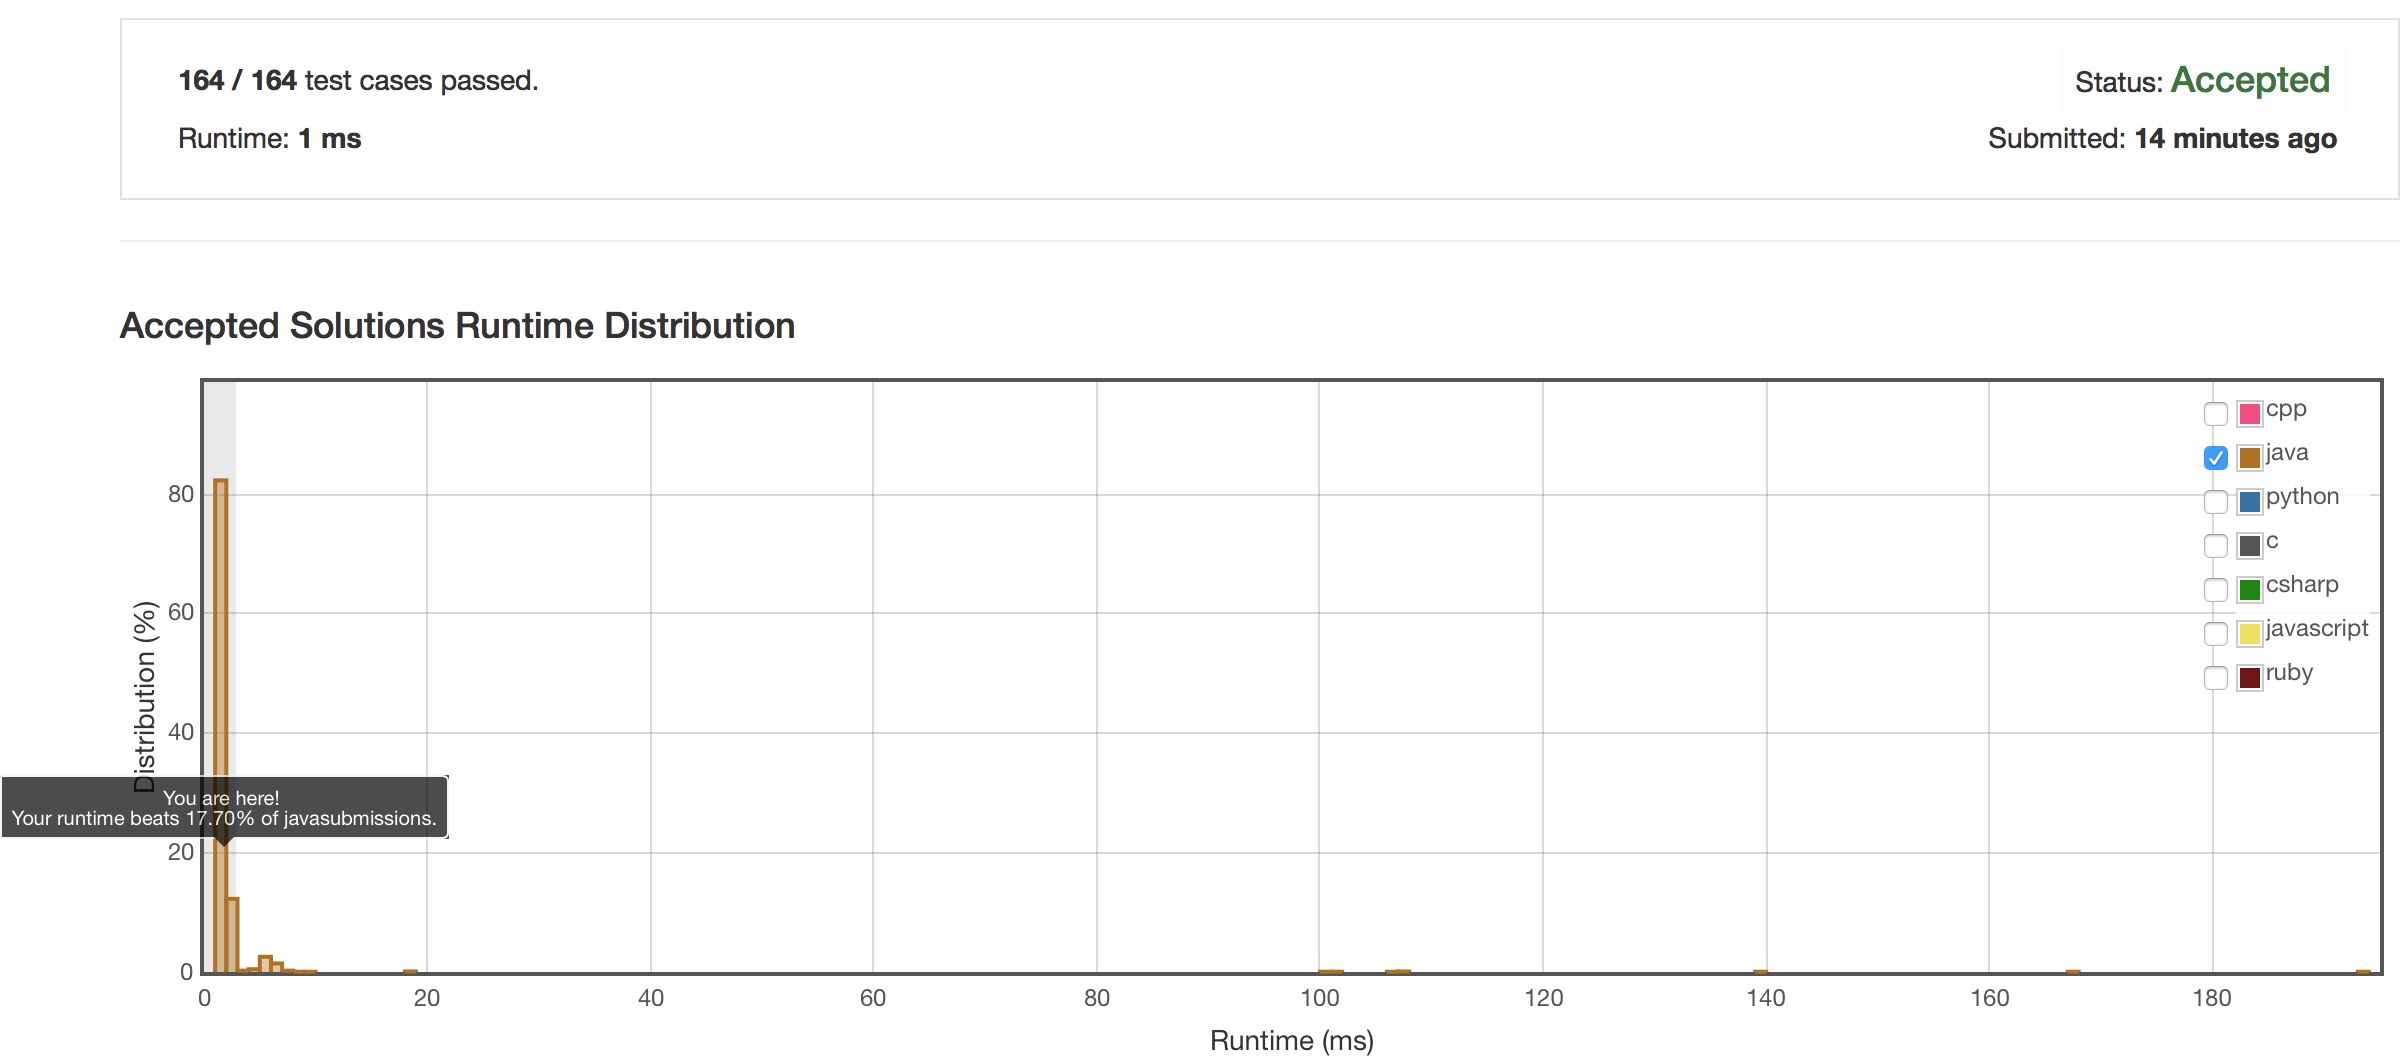 164 / 164 test cases passed.
Status: Accepted
Runtime: 1 ms
Submitted: 14 minutes ago
Accepted Solutions Runtime Distribution
cpp
java
python
c
csharp
javascript
ruby
Distribution (%)
80
60
40
20
0
You are here!
Your runtime beats 17.70% of javasubmissions.
0 20 40 60 80 100 120 140 160 180
Runtime (ms)